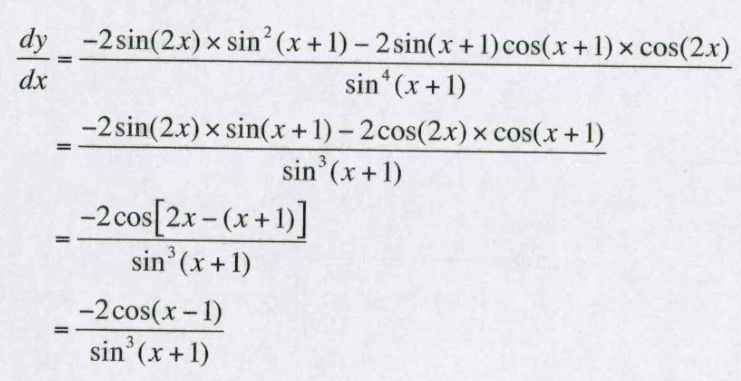 dy/dx = (−2sin(2x) × sin²(x+1) − 2sin(x+1)cos(x+1) × cos(2x)) / sin⁴(x+1)
= (−2sin(2x) × sin(x+1) − 2cos(2x) × cos(x+1)) / sin³(x+1)
= −2cos[2x − (x+1)] / sin³(x+1)
= −2cos(x−1) / sin³(x+1)